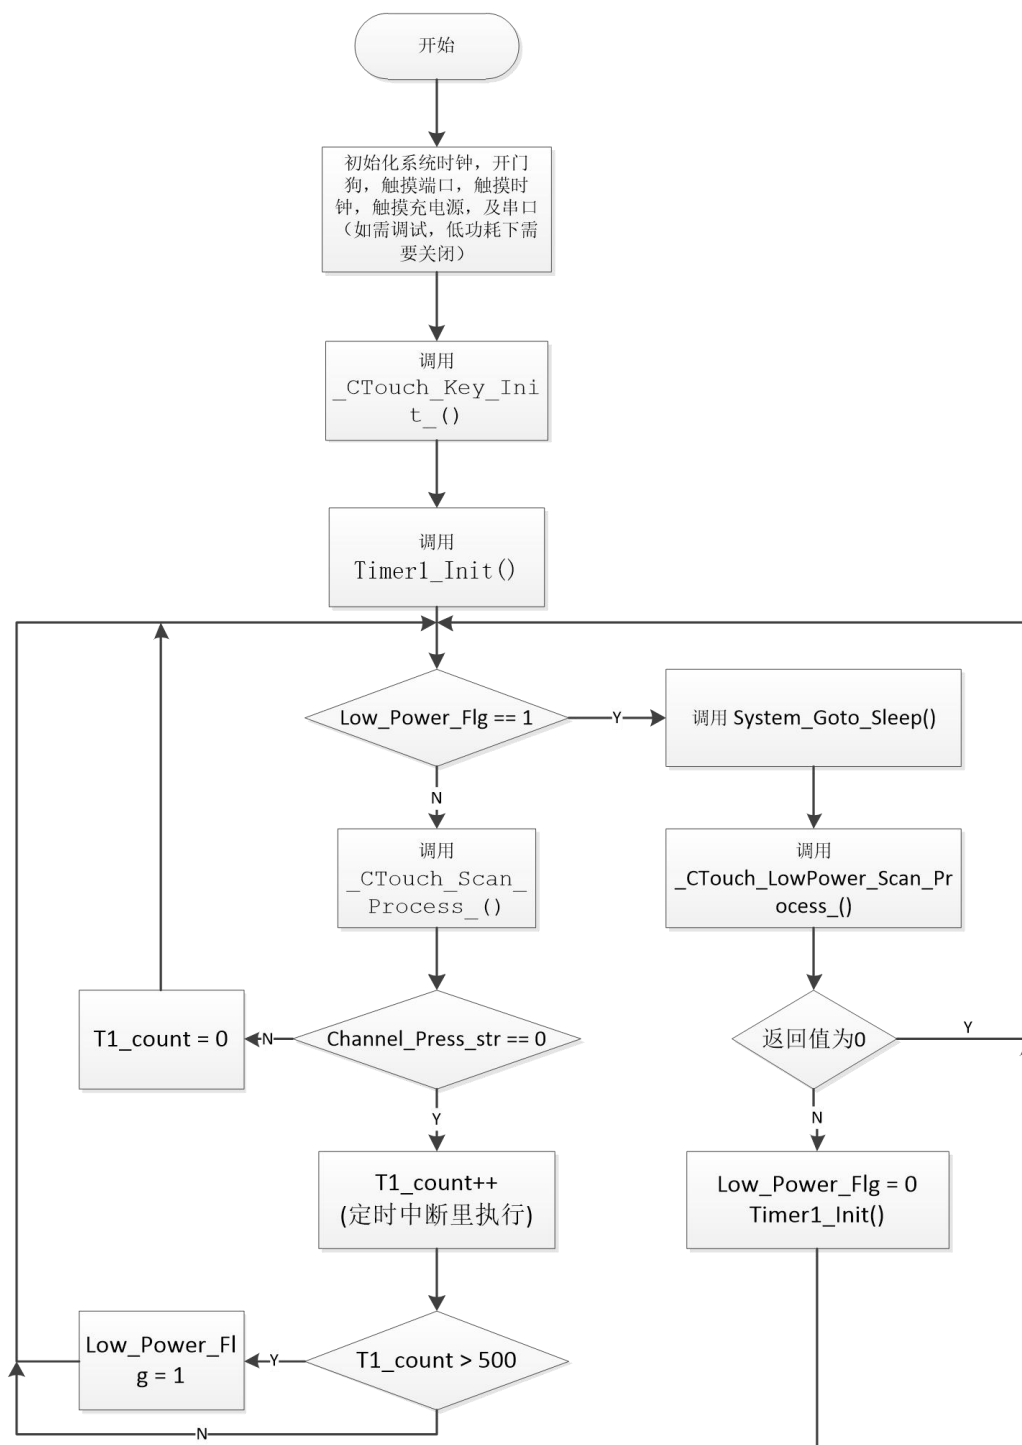 开始
初始化系统时钟，开门
狗，触摸端口，触摸时
钟，触摸充电源，及串口
（如需调试，低功耗下需
要关闭）
调用
_CTouch_Key_Ini
t_()
调用
Timer1_Init()
Low_Power_Flg == 1
Y
调用 System_Goto_Sleep()
N
调用
_CTouch_Scan_
Process_()
调用
_CTouch_LowPower_Scan_Pr
ocess_()
T1_count = 0
N
Channel_Press_str == 0
返回值为0
Y
Y
N
T1_count++
(定时中断里执行)
Low_Power_Flg = 0
Timer1_Init()
Low_Power_Fl
g = 1
Y
T1_count > 500
N